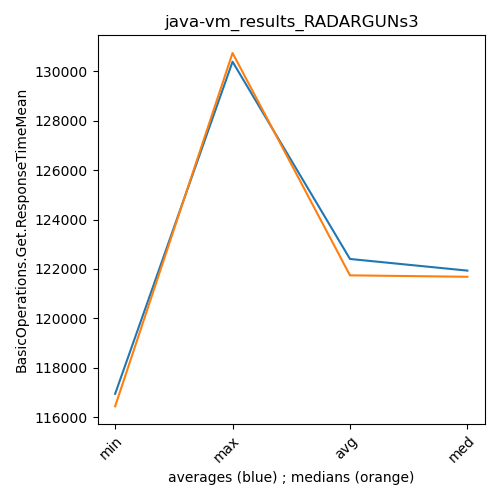 java-vm_results_RADARGUNs3
BasicOperations.Get.ResponseTimeMean
130000
128000
126000
124000
122000
120000
118000
116000
min
max
avg
med
averages (blue) ; medians (orange)